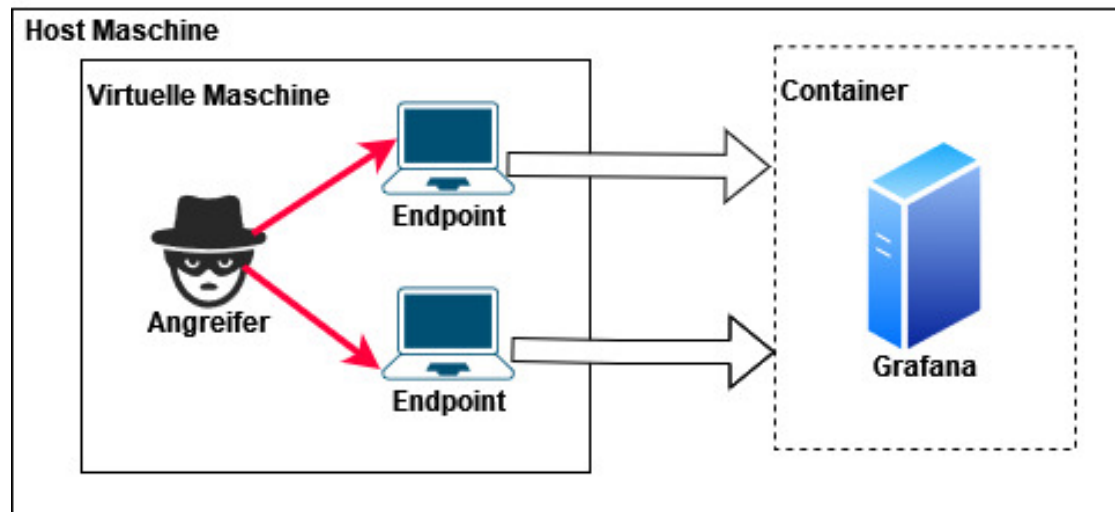 Host Maschine
Virtuelle Maschine
Container
Endpoint
Angreifer
Grafana
Endpoint